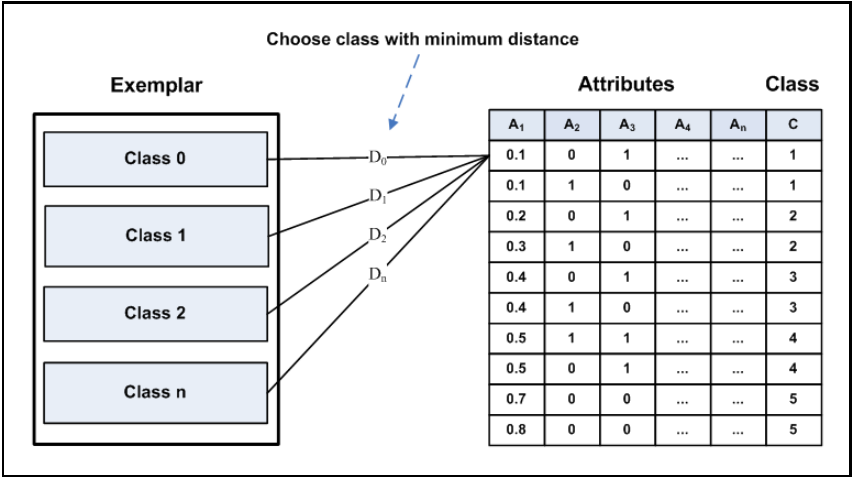 Choose class with minimum distance
Exemplar
Attributes Class
Class 0
Class 1
Class 2
Class n
D₀
D₁
D₂
Dₙ
A₁ A₂ A₃ A₄ Aₙ C
0.1 0 1 ... ... 1
0.1 1 0 ... ... 1
0.2 0 1 ... ... 2
0.3 1 0 ... ... 2
0.4 0 1 ... ... 3
0.4 1 0 ... ... 3
0.5 1 1 ... ... 4
0.5 0 1 ... ... 4
0.7 0 0 ... ... 5
0.8 0 0 ... ... 5